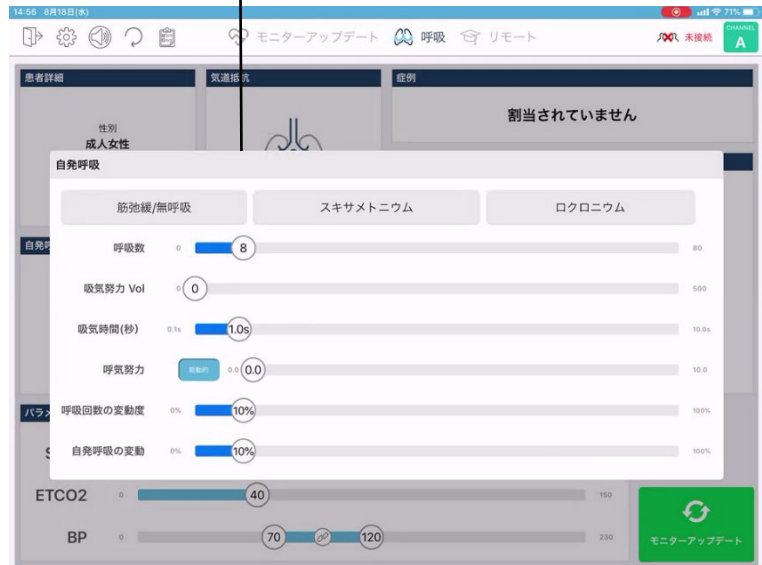 14:56 8月18日(水)
71%
モニターアップデート 呼吸 リモート
未接続
CHANNEL
A
患者詳細 気道抵抗 症例
性別
成人女性
割当されていません
自発呼吸
筋弛緩/無呼吸 スキサメトニウム ロクロニウム
自発呼
呼吸数 0 8 80
吸気努力 Vol 0 0 500
吸気時間(秒) 0.1s 1.0s 10.0s
呼気努力 0.0 0.0 10.0
パラメ
呼吸回数の変動度 0% 10% 100%
自発呼吸の変動 0% 10% 100%
S
ETCO2 0 40 150
BP 0 70 120 230
モニターアップデート